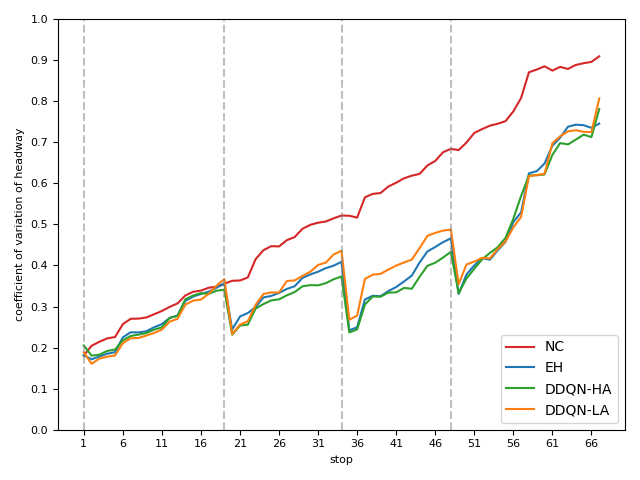 coefficient of variation of headway
1.0
0.9
0.8
0.7
0.6
0.5
0.4
0.3
0.2
0.1
0.0
NC
EH
DDQN-HA
DDQN-LA
1 6 11 16 21 26 31 36 41 46 51 56 61 66
stop